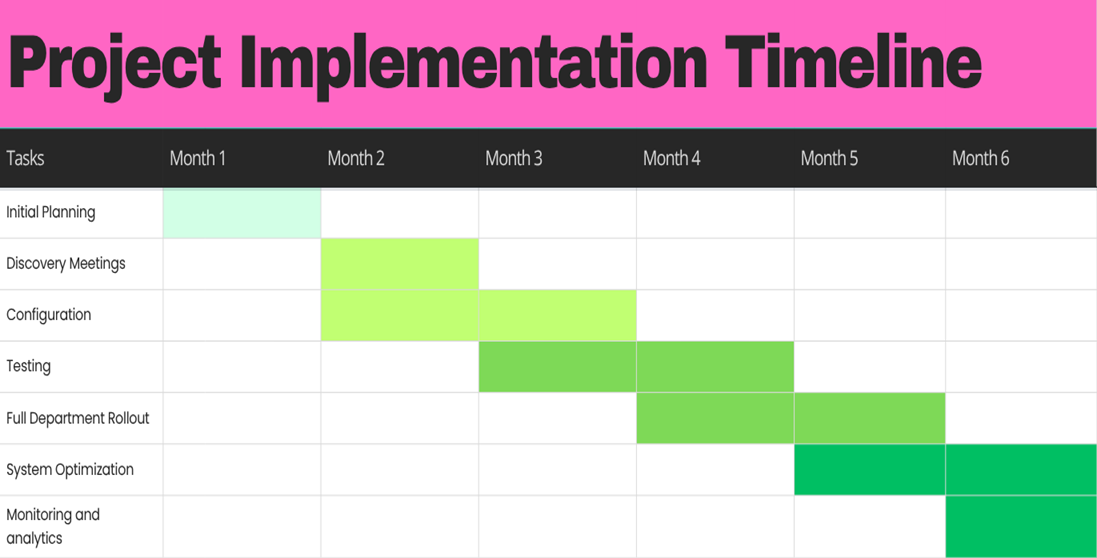 Project Implementation Timeline
Tasks Month 1 Month 2 Month 3 Month 4 Month 5 Month 6
Initial Planning
Discovery Meetings
Configuration
Testing
Full Department Rollout
System Optimization
Monitoring and
analytics